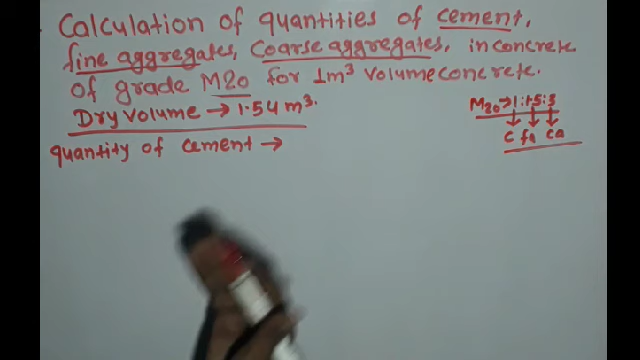 Calculation of quantities of cement,
fine aggregates, Coarse aggregates, in concrete
of grade M20 for 1m³ volume concrete.
Dry volume → 1.54 m³.
M20 → 1:1.5:3
C fa CA
quantity of cement →